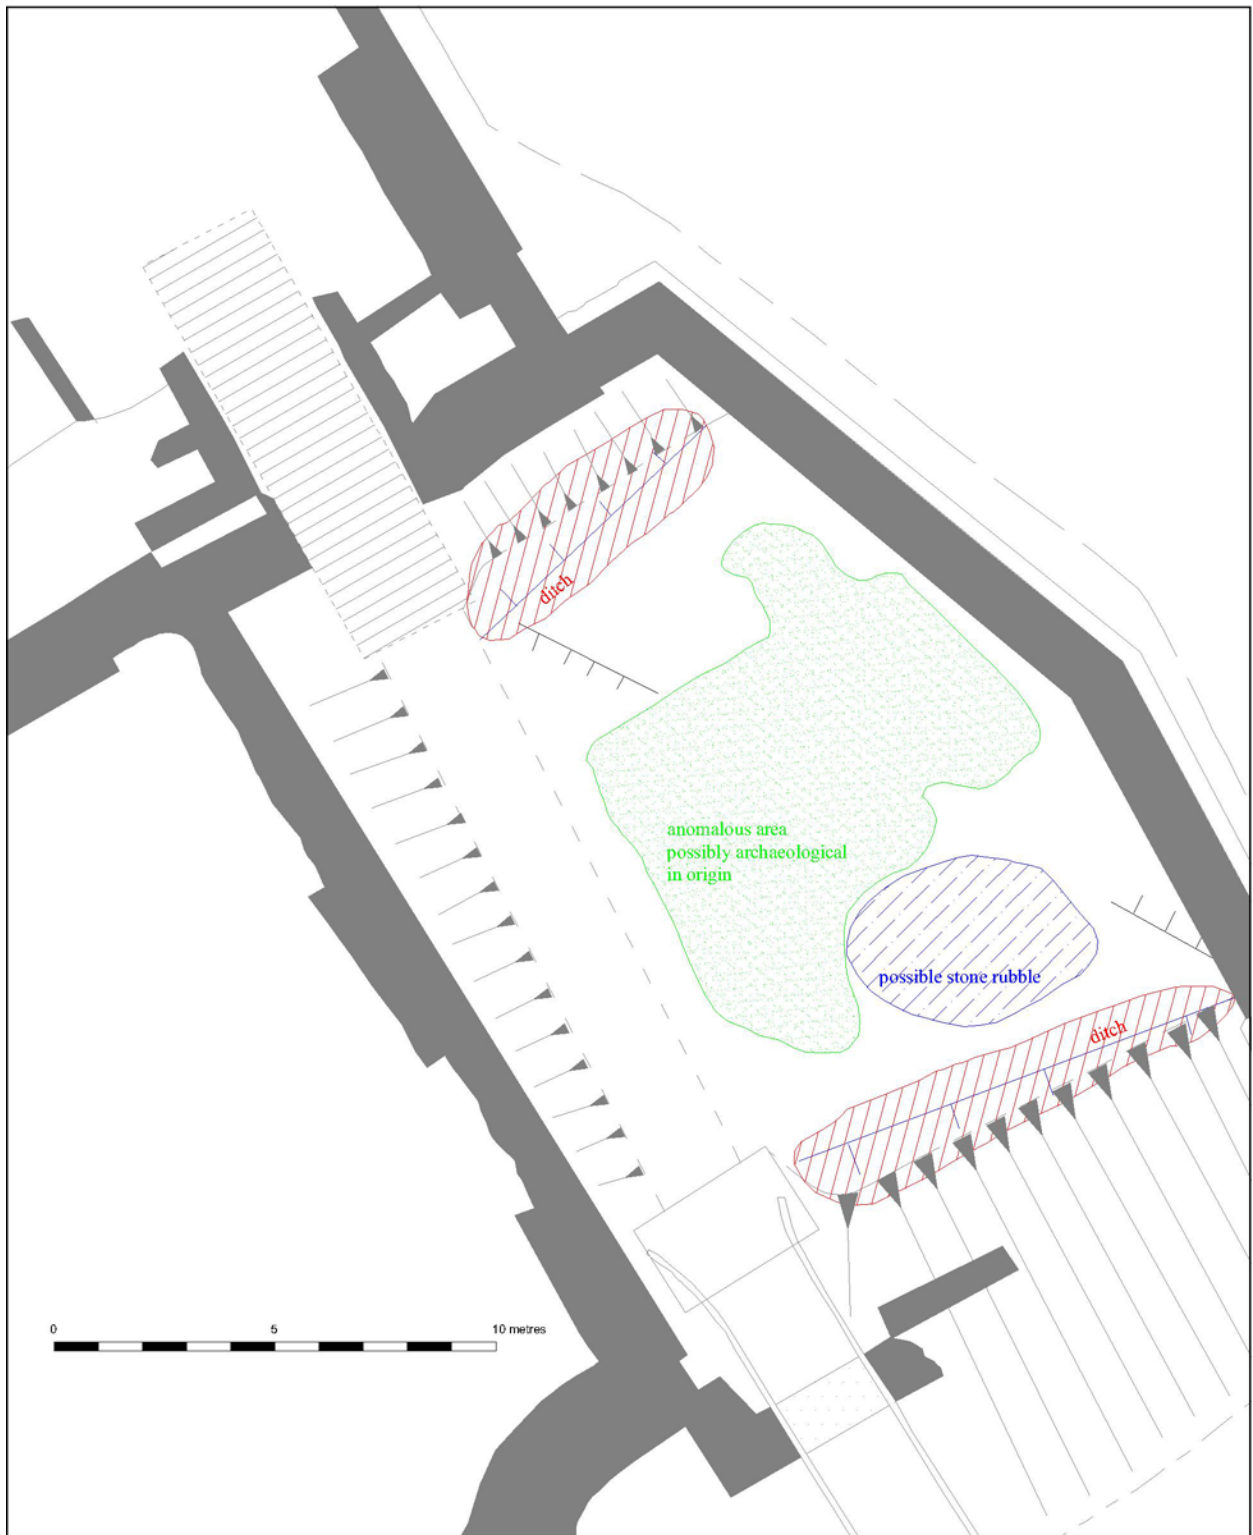 ditch
anomalous area
possibly archaeological
in origin
possible stone rubble
ditch
0 5 10 metres